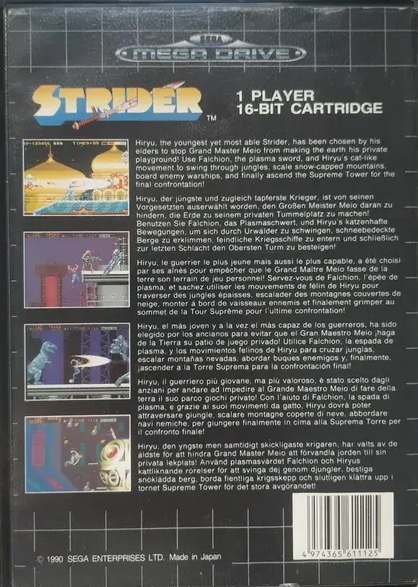 SEGA
MEGA DRIVE
STRIDER
TM
1 PLAYER
16-BIT CARTRIDGE
Hiryu, the youngest yet most able Strider, has been chosen by his
elders to stop Grand Master Meio from making the earth his private
playground! Use Falchion, the plasma sword, and Hiryu's cat-like
movement to swing through jungles, scale snow-capped mountains,
board enemy warships, and finally ascend the Supreme Tower for the
final confrontation!
Hiryu, der jüngste und zugleich tapferste Krieger, ist von seinen
Vorgesetzten auserwählt worden, den Großen Meister Meio daran zu
hindern, die Erde zu seinem privaten Tummelplatz zu machen!
Benutzen Sie Falchion, das Plasmaschwert, und Hiryu's katzenhafte
Bewegungen, um sich durch Urwälder zu schwingen, schneebedeckte
Berge zu erklimmen, feindliche Kriegsschiffe zu entern und schließlich
zur letzten Schlacht den Obersten Turm zu besteigen!
Hiryu, le guerrier le plus jeune mais aussi le plus capable, a été choisi
par ses aînés pour empêcher que le Grand Maître Meio fasse de la
terre son terrain de jeu personnel! Servez-vous de Falchion, l'épée de
plasma, et sachez utiliser les mouvements de félin de Hiryu pour
traverser des jungles épaisses, escalader des montagnes couvertes de
neige, monter à bord de vaisseaux ennemis et finalement grimper au
sommet de la Tour Suprême pour l'ultime confrontation!
Hiryu, el más joven y a la vez el más capaz de los guerreros, ha sido
elegido por los ancianos para evitar que el Gran Maestro Meio ¡haga
de la Tierra su patio de juego privado! Utilice Falchion, la espada de
plasma, y los movimientos felinos de Hiryu para cruzar junglas,
escalar montañas nevadas, abordar buques enemigos y, finalmente,
¡ascender a la Torre Suprema para la confrontación final!
Hiryu, il guerriero più giovane, ma più valoroso, è stato scelto dagli
anziani per andare ad impedire al Grande Maestro Meio di fare della
terra il suo parco giochi privato! Con l'aiuto di Falchion, la spada di
plasma, e grazie ai suoi movimenti da gatto, Hiryu dovrà poter
attraversare giungle, scalare montagne coperte di neve, abbordare
navi nemiche, per giungere finalmente in cima alla Suprema Torre per
il confronto finale!
Hiryu, den yngste men samtidigt skickligaste krigaren, har valts av de
äldste för att hindra Grand Master Meio att förvandla jorden till sin
privata lekplats! Använd plasmasvärdet Falchion och Hiryus
kattliknande rörelser för att svinga dej genom djungler, bestiga
snöklädda berg, borda fientliga krigsskepp och slutligen klättra upp i
tornet Supreme Tower för det stora avgörandet!
© 1990 SEGA ENTERPRISES LTD. Made in Japan
4 974365 611125